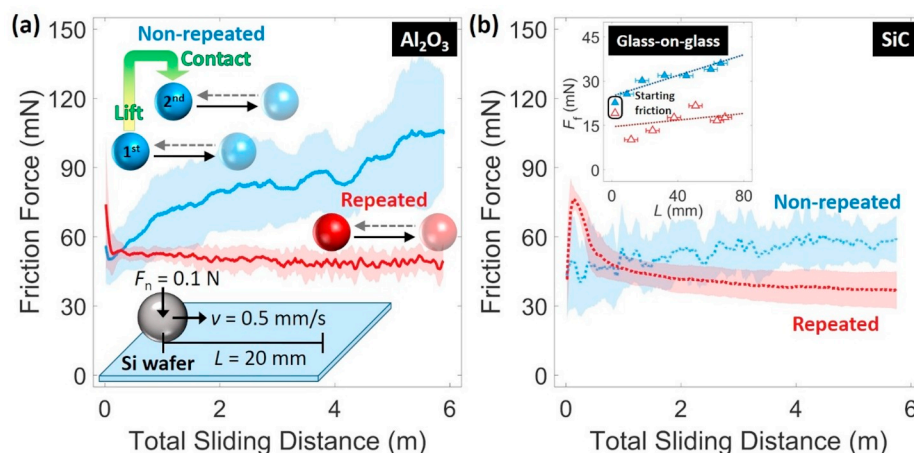 (a)
Al₂O₃
Friction Force (mN)
150
120
90
60
30
0
Non-repeated
Contact
Lift
2nd
1st
Repeated
Fn = 0.1 N
v = 0.5 mm/s
L = 20 mm
Si wafer
0 2 4 6
Total Sliding Distance (m)
(b)
SiC
Friction Force (mN)
150
120
90
60
30
0
Glass-on-glass
Ff (mN)
45
30
15
0
Starting
friction
0 40 80
L (mm)
Non-repeated
Repeated
0 2 4 6
Total Sliding Distance (m)